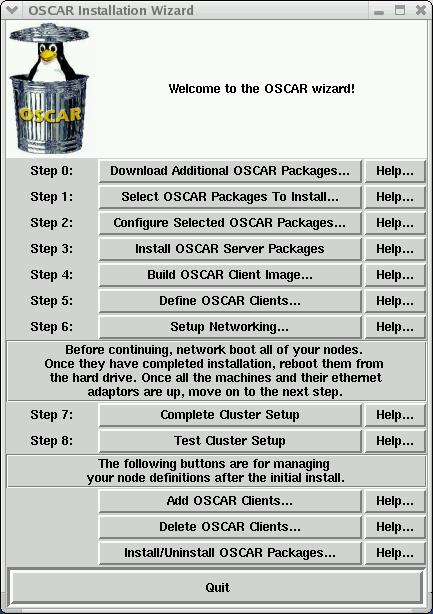 OSCAR Installation Wizard
OSCAR
Welcome to the OSCAR wizard!
Step 0: Download Additional OSCAR Packages... Help...
Step 1: Select OSCAR Packages To Install... Help...
Step 2: Configure Selected OSCAR Packages... Help...
Step 3: Install OSCAR Server Packages Help...
Step 4: Build OSCAR Client Image... Help...
Step 5: Define OSCAR Clients... Help...
Step 6: Setup Networking... Help...
Before continuing, network boot all of your nodes.
Once they have completed installation, reboot them from
the hard drive. Once all the machines and their ethernet
adaptors are up, move on to the next step.
Step 7: Complete Cluster Setup Help...
Step 8: Test Cluster Setup Help...
The following buttons are for managing
your node definitions after the initial install.
Add OSCAR Clients... Help...
Delete OSCAR Clients... Help...
Install/Uninstall OSCAR Packages... Help...
Quit